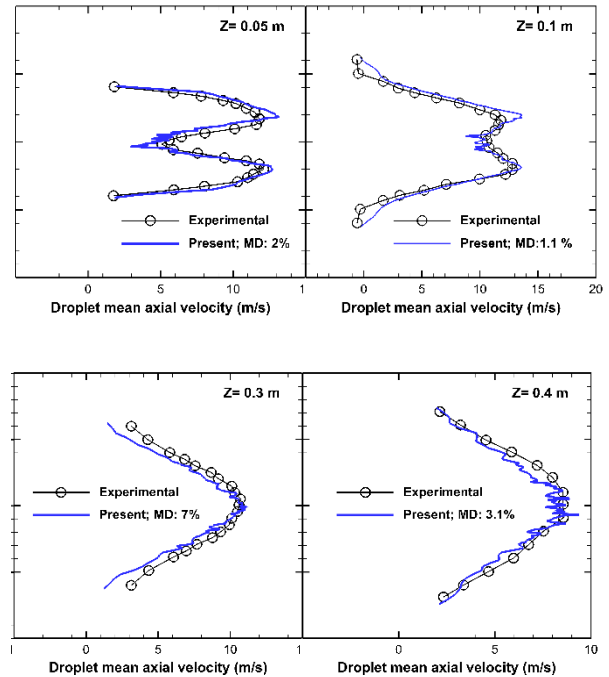 Z= 0.05 m
Z= 0.1 m
Experimental
Present; MD: 2%
Experimental
Present; MD:1.1 %
0 5 10 1
0 5 10 15 20
Droplet mean axial velocity (m/s)
Droplet mean axial velocity (m/s)
Z= 0.3 m
Z= 0.4 m
Experimental
Present; MD: 7%
Experimental
Present; MD: 3.1%
0 5 10
0 5 10
Droplet mean axial velocity (m/s)
Droplet mean axial velocity (m/s)